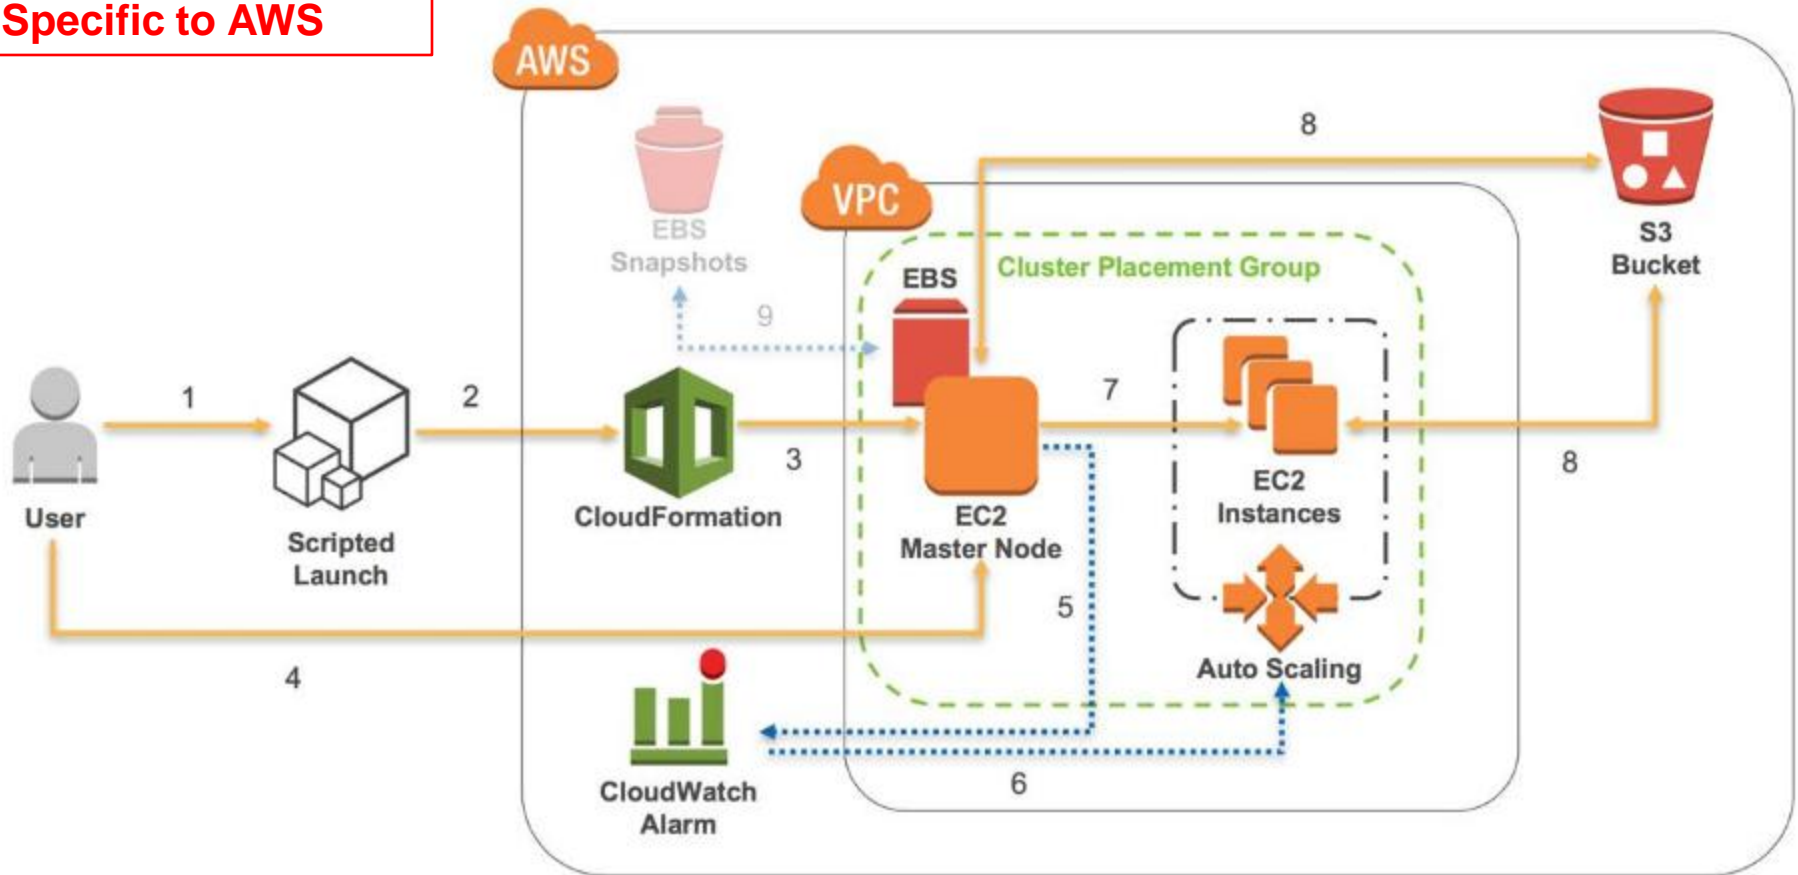 Specific to AWS
AWS
8
EBS
Snapshots
VPC
S3
Bucket
EBS
Cluster Placement Group
9
1
2
3
7
8
User
Scripted
Launch
CloudFormation
EC2
Master Node
EC2
Instances
4
5
Auto Scaling
6
CloudWatch
Alarm